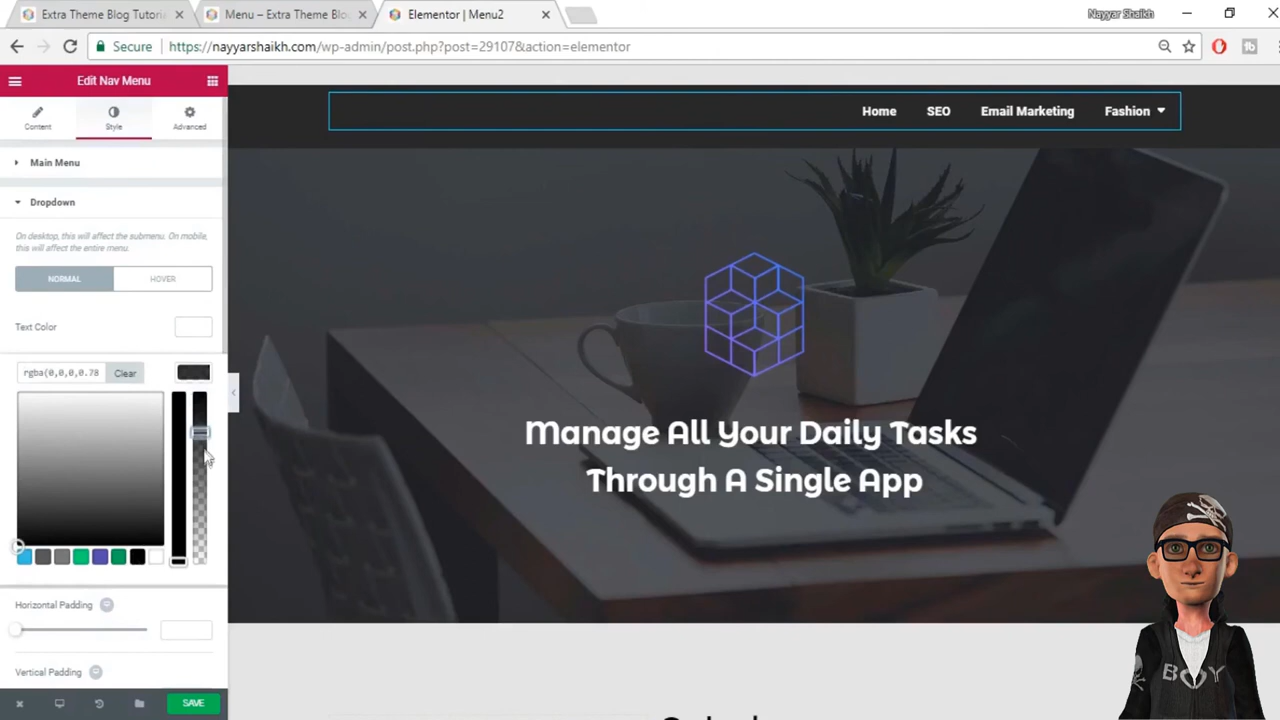 Extra Theme Blog Tutoria
Menu – Extra Theme Blo
Elementor | Menu2
Nayyar Shaikh
Secure
https://nayyarshaikh.com/wp-admin/post.php?post=29107&action=elementor
Edit Nav Menu
Content
Style
Advanced
Home
SEO
Email Marketing
Fashion
Main Menu
Dropdown
On desktop, this will affect the submenu. On mobile,
this will affect the entire menu.
NORMAL
HOVER
Text Color
rgba(0,0,0,0.78
Clear
Manage All Your Daily Tasks
Through A Single App
Horizontal Padding
Vertical Padding
SAVE
BOY